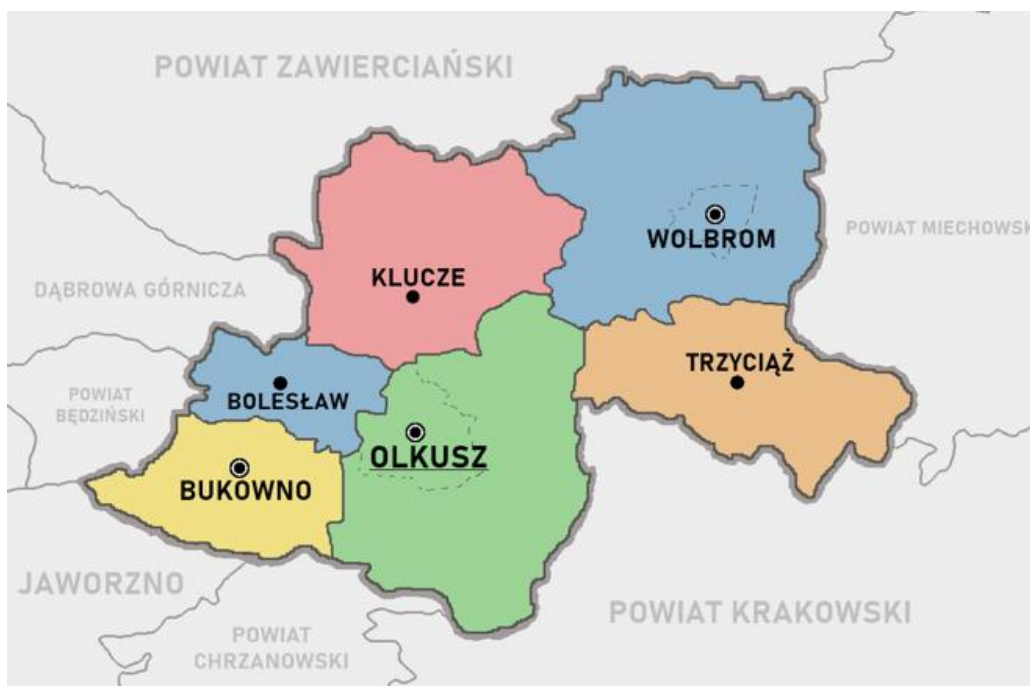 POWIAT ZAWIERCIAŃSKI
WOLBROM
POWIAT MIECHOWSK
KLUCZE
DĄBROWA GÓRNICZA
TRZYCIĄŻ
POWIAT
BĘDZIŃSKI
BOLESŁAW
OLKUSZ
BUKOWNO
JAWORZNO
POWIAT KRAKOWSKI
POWIAT
CHRZANOWSKI